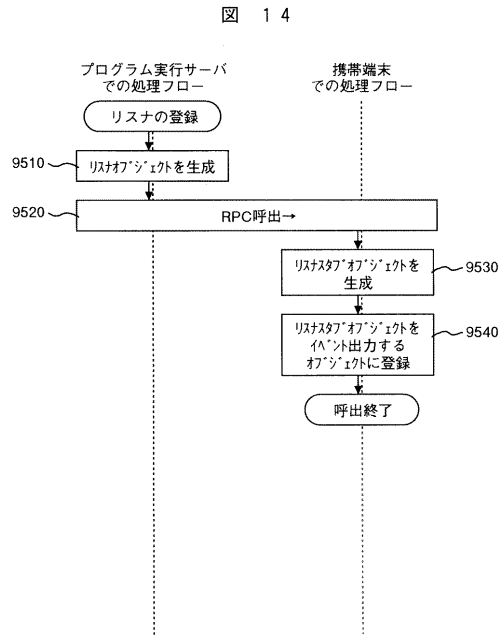 図 14
プログラム実行サーバ
での処理フロー
携帯端末
での処理フロー
リスナの登録
9510
ﾘｽﾅｵﾌﾞｼﾞｪｸﾄを生成
9520
RPC呼出→
ﾘｽﾅｽﾀﾌﾞｵﾌﾞｼﾞｪｸﾄを
生成
9530
ﾘｽﾅｽﾀﾌﾞｵﾌﾞｼﾞｪｸﾄを
ｲﾍﾞﾝﾄ出力する
ｵﾌﾞｼﾞｪｸﾄに登録
9540
呼出終了